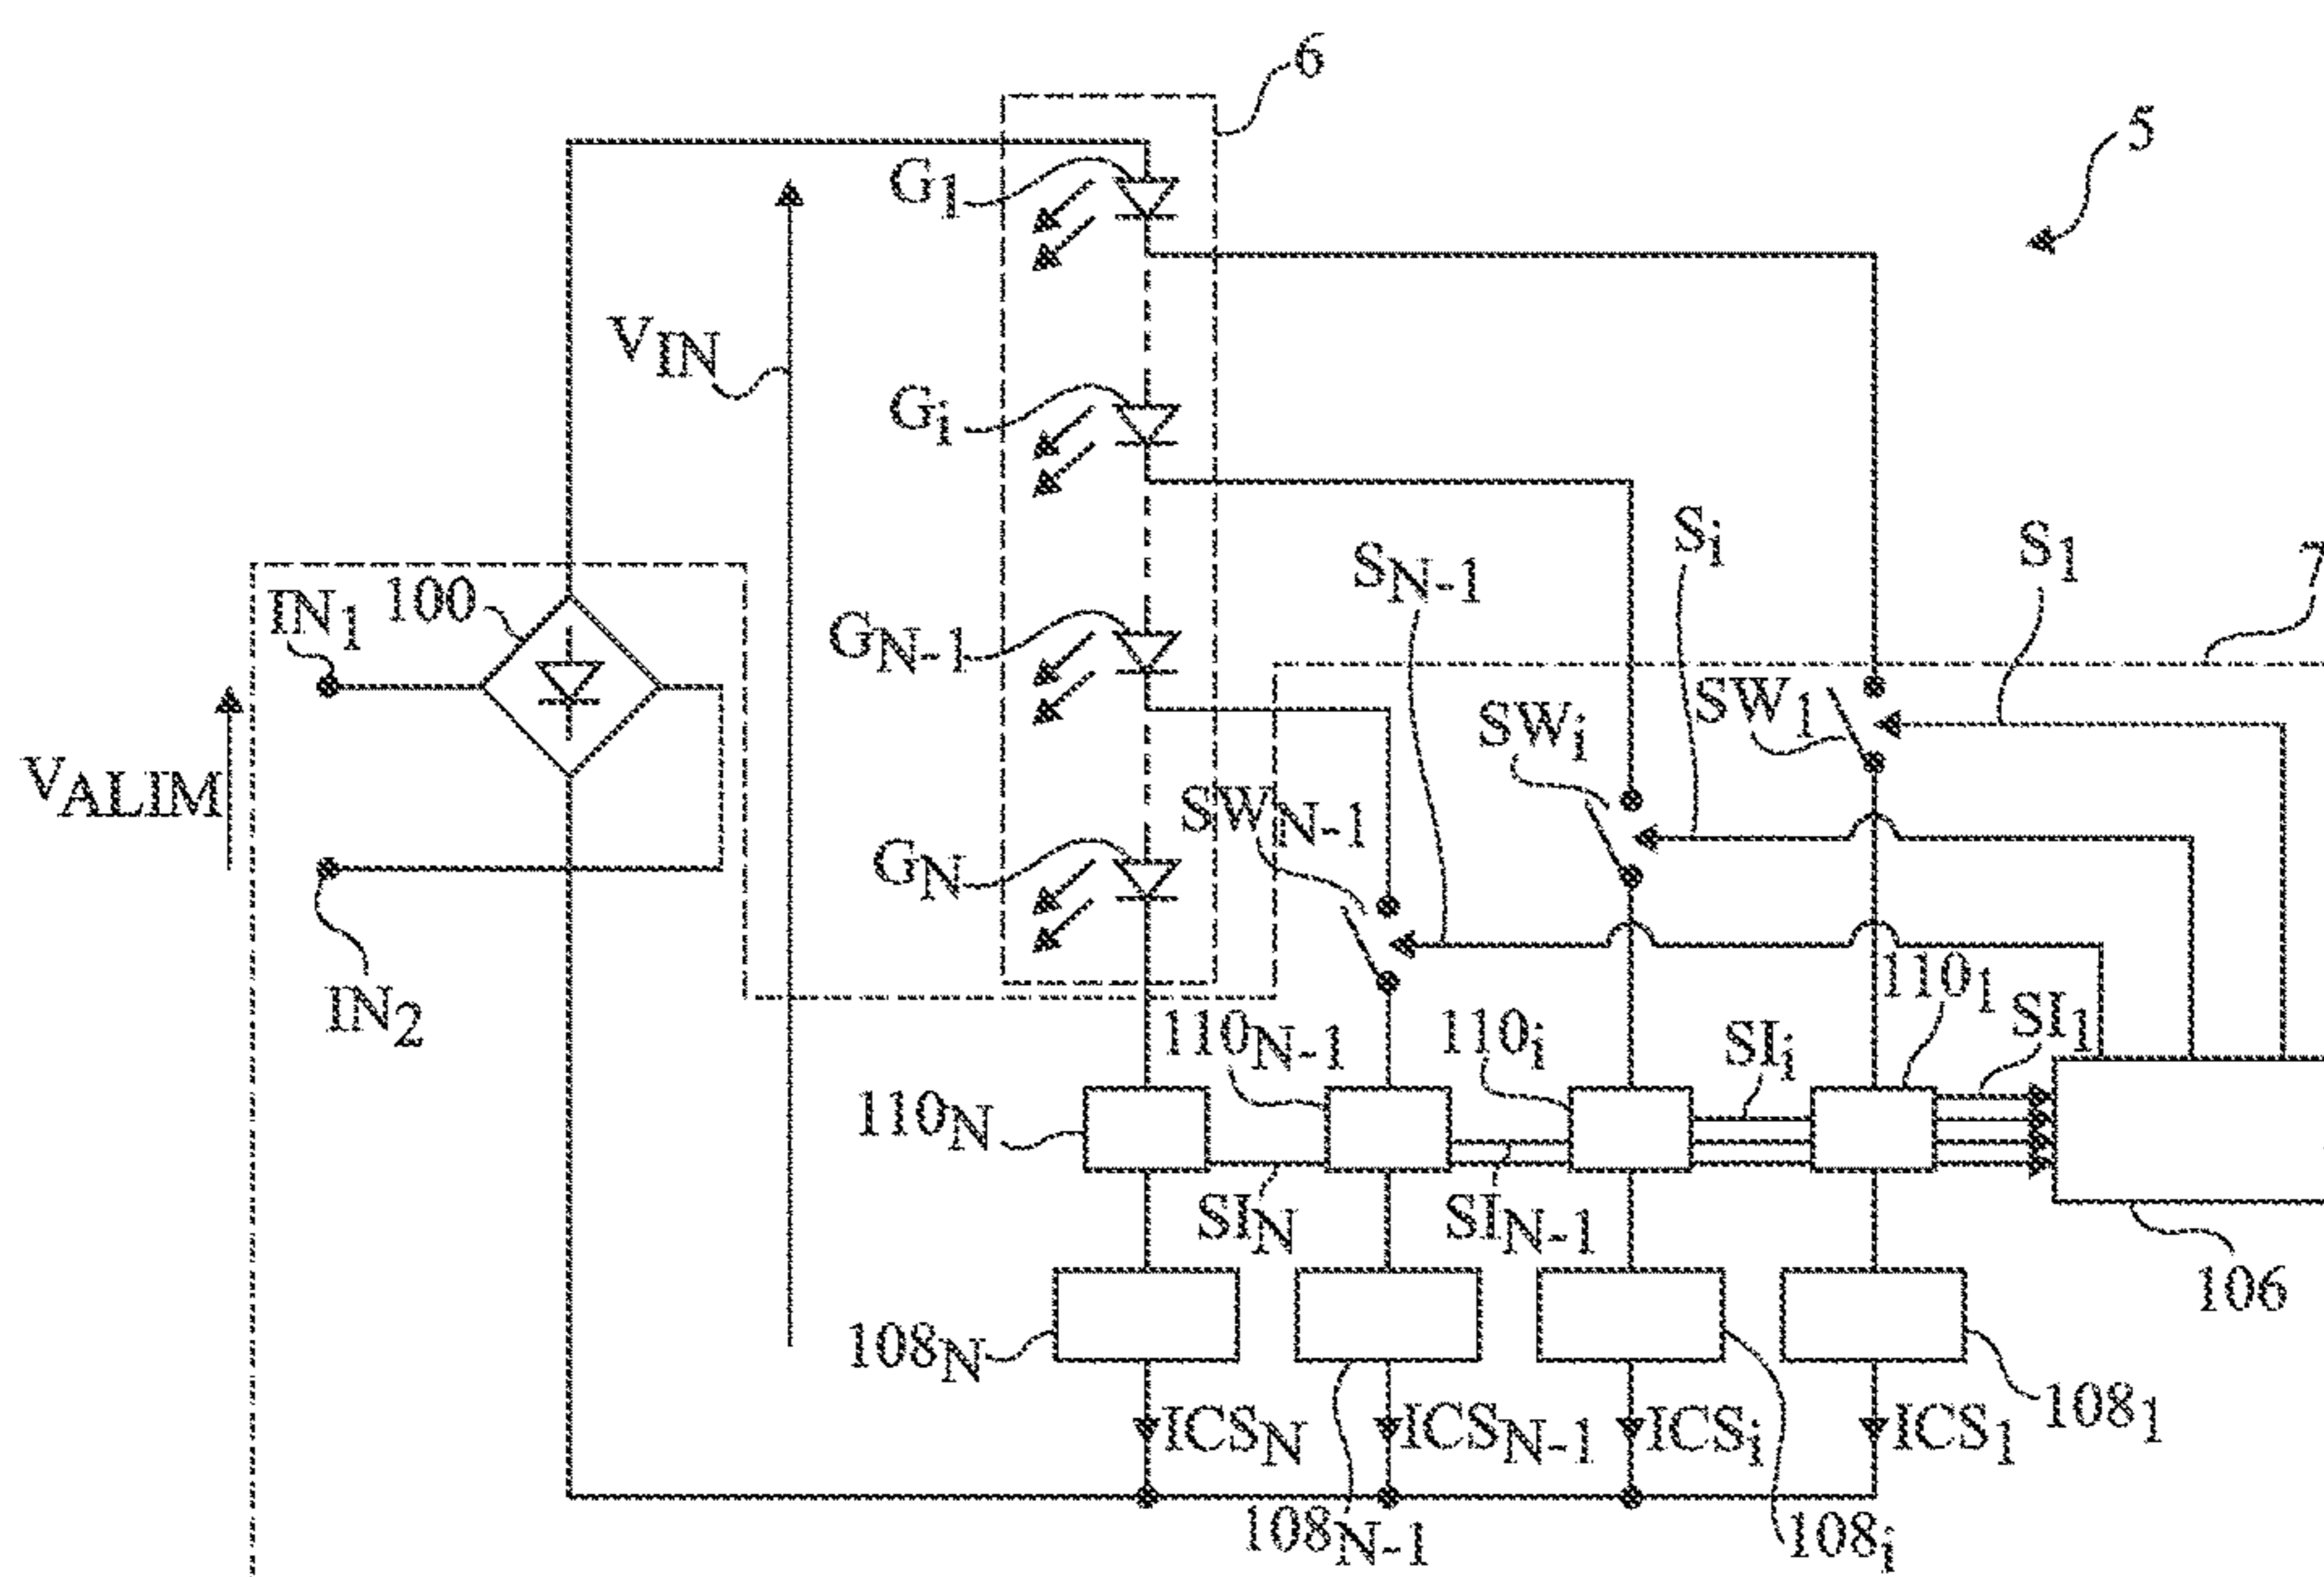 6
5
G1
VIN
Gi
SN-1
Si
S1
7
IN1
100
GN-1
SW1
SWi
VALIM
SWN-1
GN
IN2
1101
SI1
110N-1
110i
SIi
110N
SIN
SIN-1
106
108N
1081
ICSN
ICSN-1
ICSi
ICS1
108N-1
108i